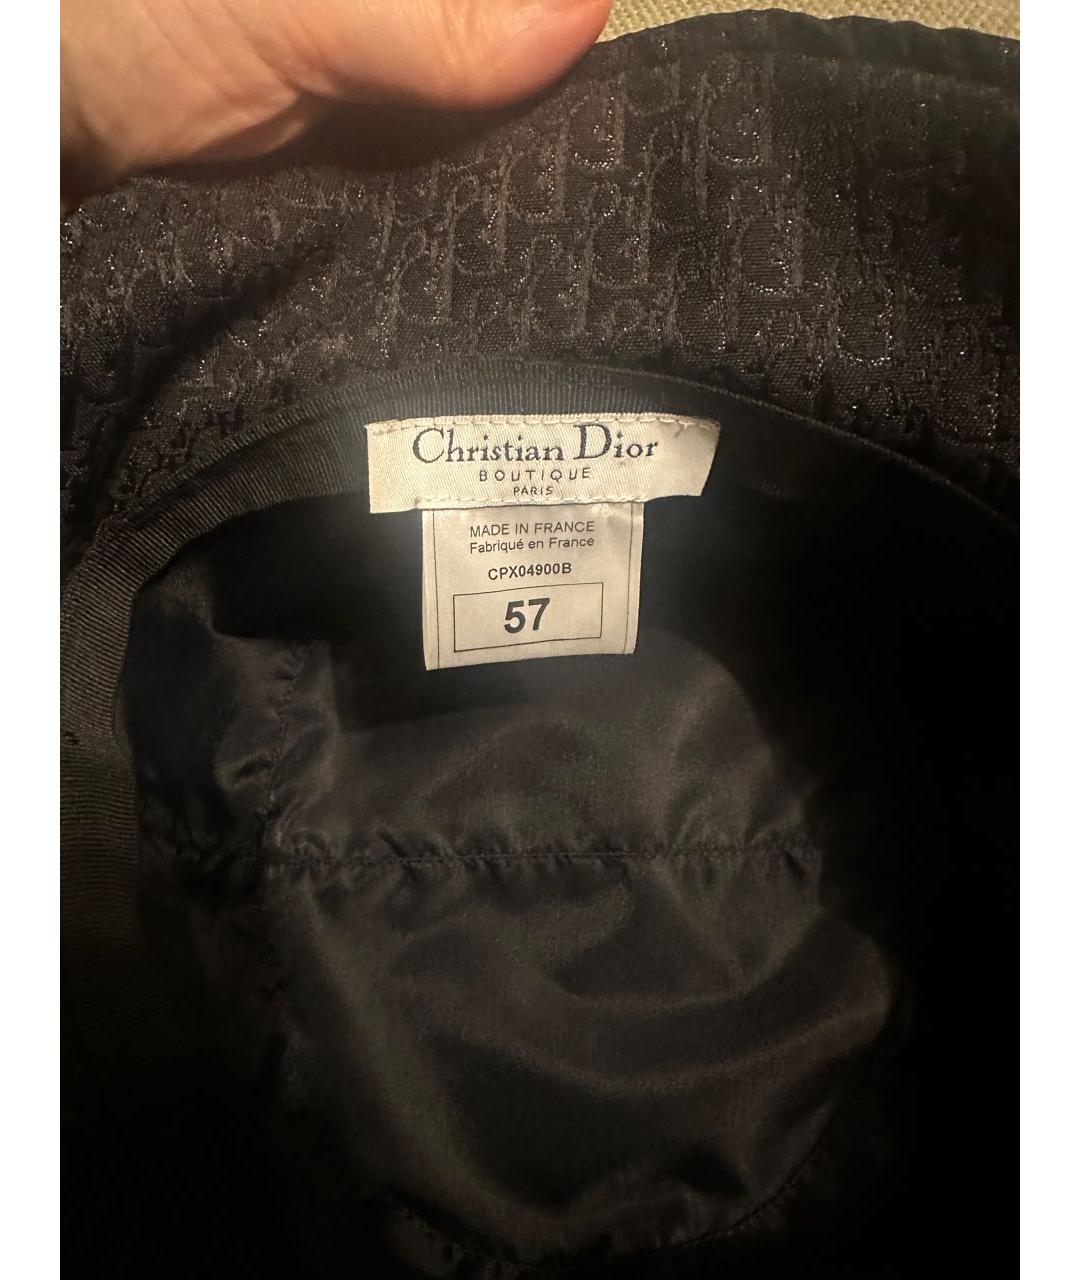 Christian Dior
BOUTIQUE
PARIS
MADE IN FRANCE
Fabriqué en France
CPX04900B
57